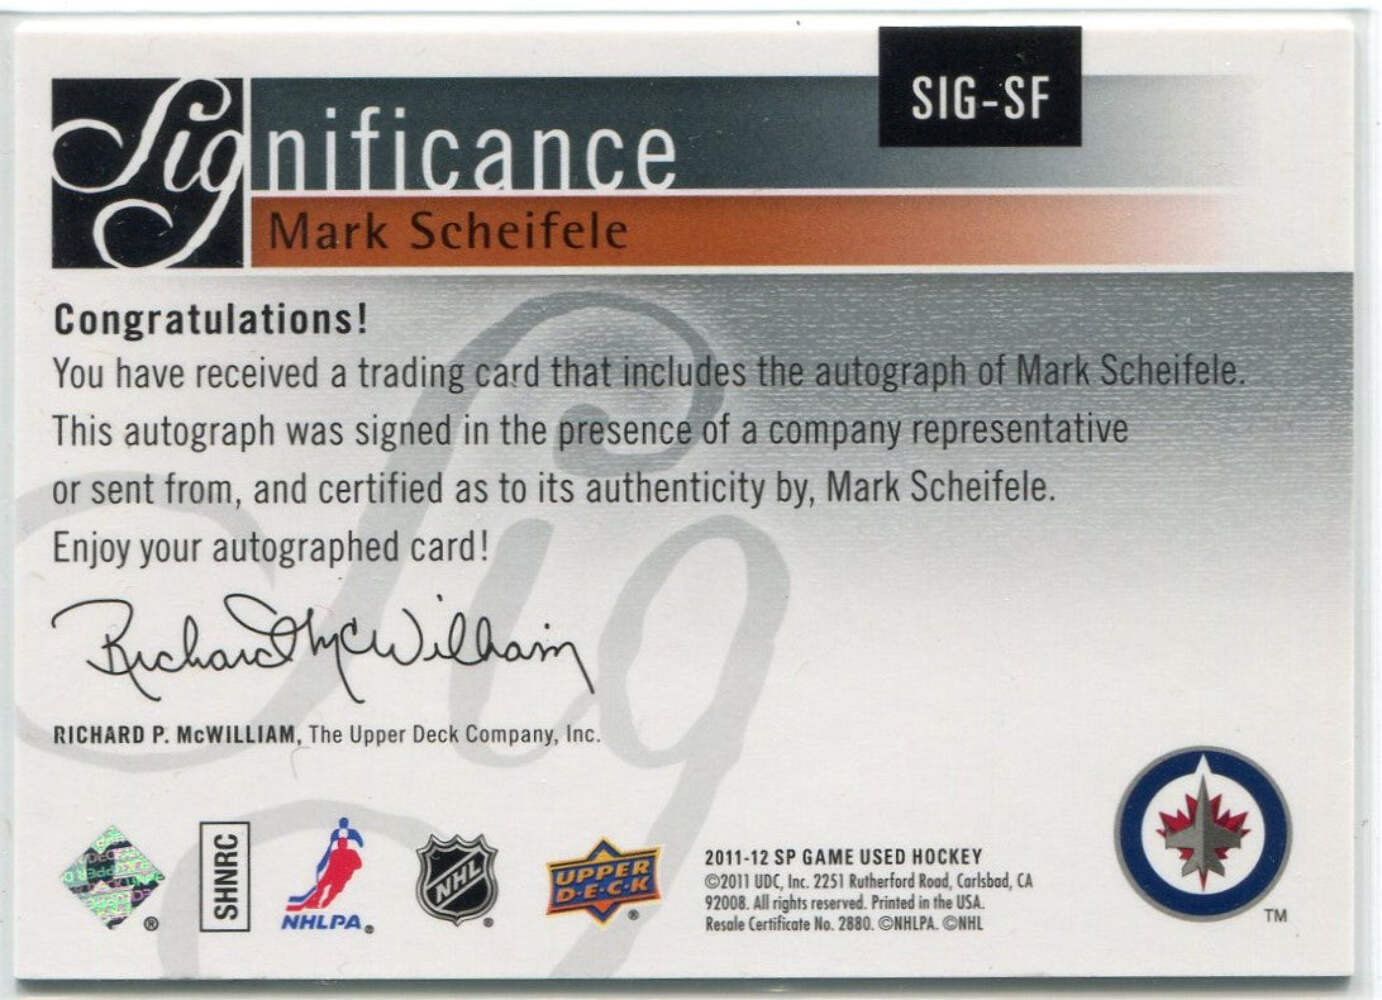 SIG-SF
Significance
Mark Scheifele
Congratulations!
You have received a trading card that includes the autograph of Mark Scheifele.
This autograph was signed in the presence of a company representative
or sent from, and certified as to its authenticity by, Mark Scheifele.
Enjoy your autographed card!
Richard McWilliam
RICHARD P. McWILLIAM, The Upper Deck Company, Inc.
®
SHNRC
NHLPA®
NHL®
UPPER
D·E·C·K®
2011-12 SP GAME USED HOCKEY
©2011 UDC, Inc. 2251 Rutherford Road, Carlsbad, CA
92008. All rights reserved. Printed in the USA.
Resale Certificate No. 2880. ©NHLPA. ©NHL
TM